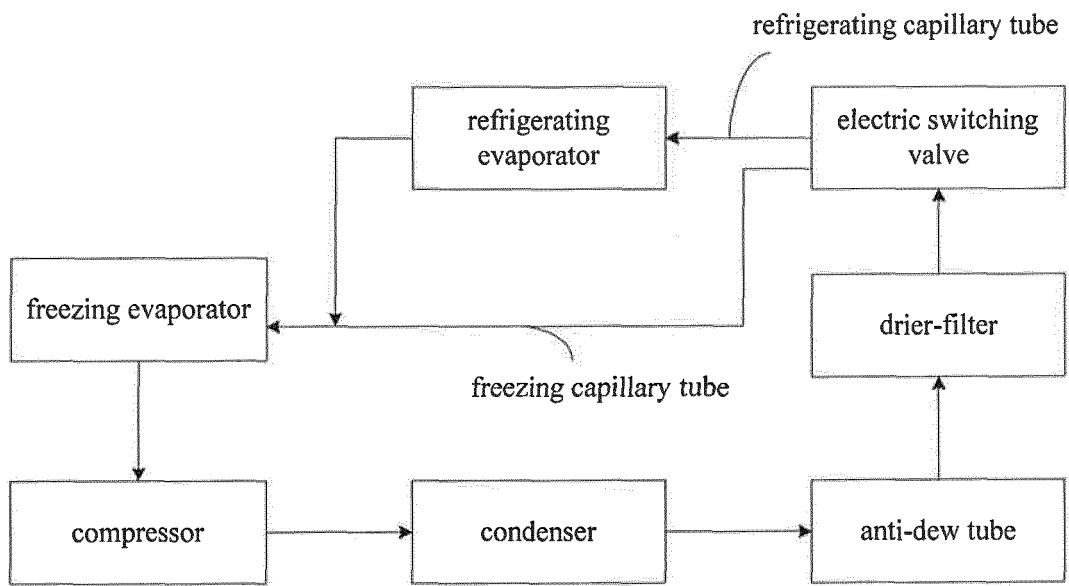 refrigerating capillary tube
refrigerating
evaporator
electric switching
valve
freezing evaporator
drier-filter
freezing capillary tube
compressor
condenser
anti-dew tube